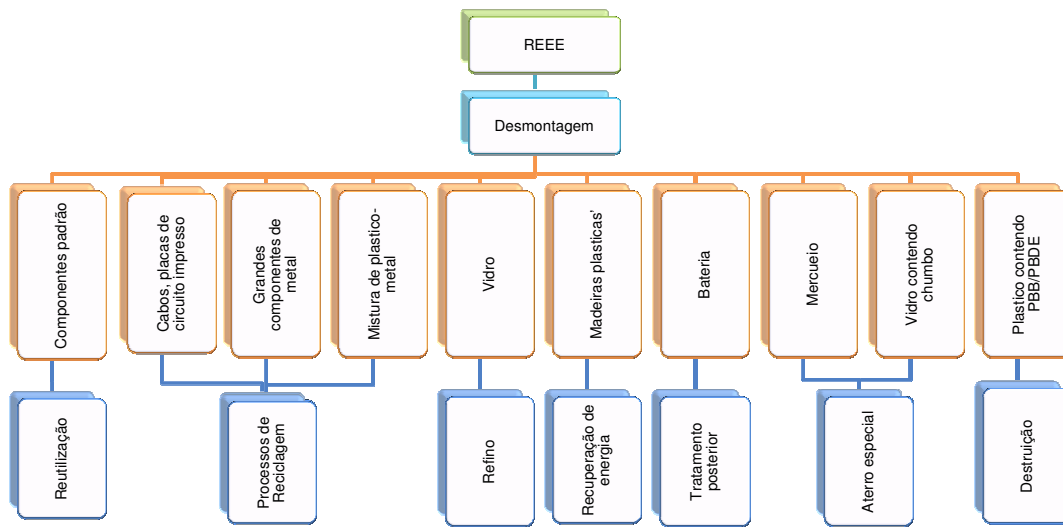 REEE
Desmontagem
Componentes padrão
Cabos, placas de
circuito impresso
Grandes
componentes de
metal
Mistura de plastico-
metal
Vidro
Madeiras plasticas’
Bateria
Mercueio
Vidro contendo
chumbo
Plastico contendo
PBB/PBDE
Reutilização
Processos de
Reciclagem
Refino
Recuperação de
energia
Tratamento
posterior
Aterro especial
Destruição